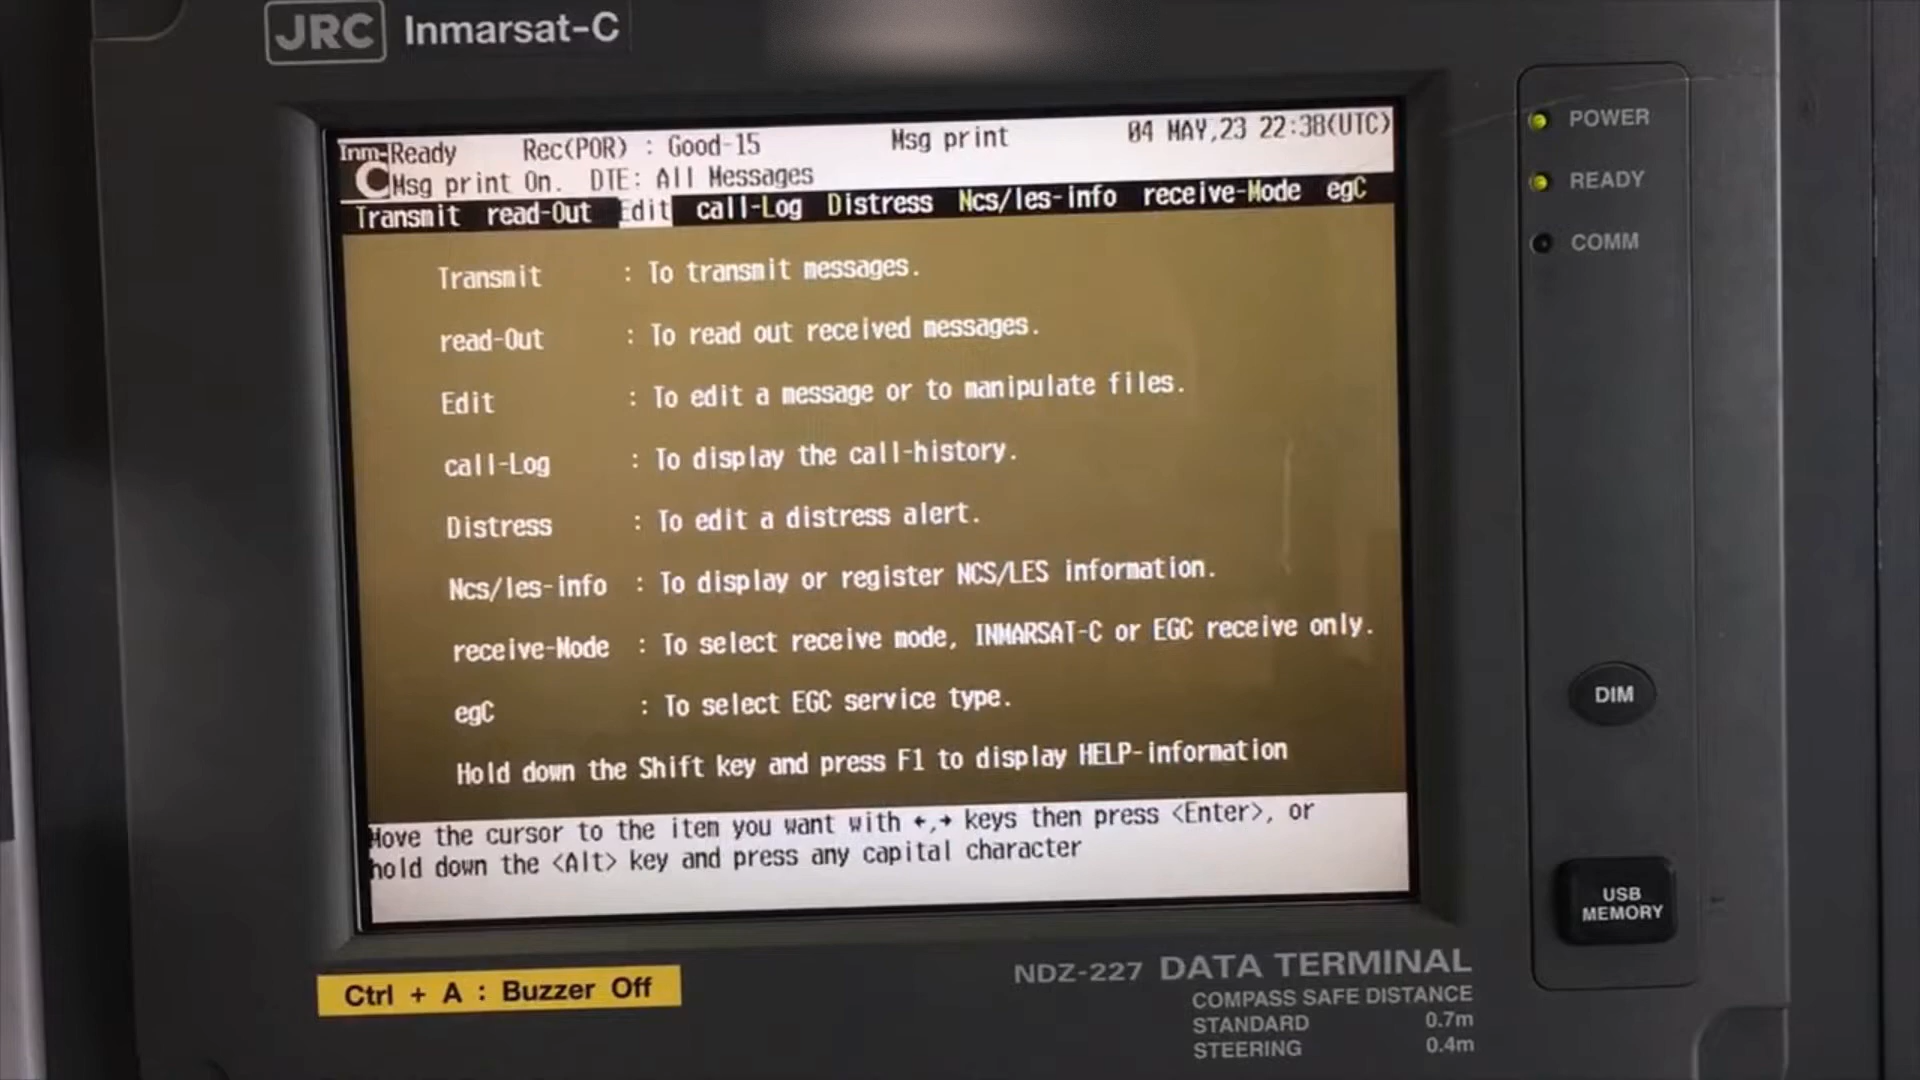 JRC Inmarsat-C
Inm-Ready Rec(POR) : Good-15 Msg print 04 MAY,23 22:38(UTC)
C Msg print On. DTE: All Messages
Transmit read-Out Edit call-Log Distress Ncs/les-info receive-Mode egC
Transmit : To transmit messages.
read-Out : To read out received messages.
Edit : To edit a message or to manipulate files.
call-Log : To display the call-history.
Distress : To edit a distress alert.
Ncs/les-info : To display or register NCS/LES information.
receive-Mode : To select receive mode, INMARSAT-C or EGC receive only.
egC : To select EGC service type.
Hold down the Shift key and press F1 to display HELP-information
Move the cursor to the item you want with ←,→ keys then press <Enter>, or
hold down the <Alt> key and press any capital character
POWER
READY
COMM
DIM
USB
MEMORY
Ctrl + A : Buzzer Off
NDZ-227 DATA TERMINAL
COMPASS SAFE DISTANCE
STANDARD 0.7m
STEERING 0.4m